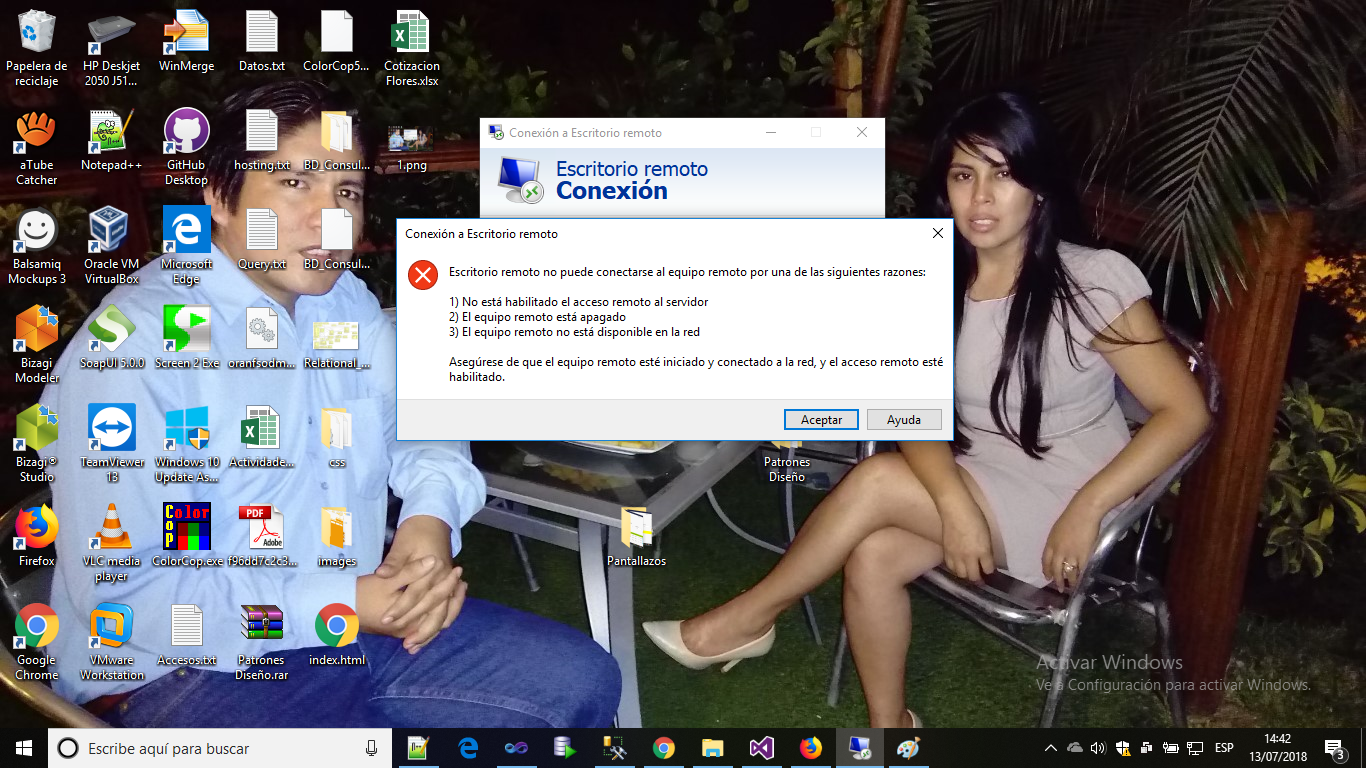 Papelera de
reciclaje
HP Deskjet
2050 J51...
WinMerge
Datos.txt
ColorCop5...
Cotizacion
Flores.xlsx
aTube
Catcher
Notepad++
GitHub
Desktop
hosting.txt
BD_Consul...
1.png
Balsamiq
Mockups 3
Oracle VM
VirtualBox
Microsoft
Edge
Query.txt
BD_Consul...
Bizagi
Modeler
SoapUI 5.0.0
Screen 2 Exe
oranfsodm...
Relational_...
Bizagi®
Studio
TeamViewer
13
Windows 10
Update As...
Actividade...
css
Firefox
VLC media
player
Color
Cop
ColorCop.exe
PDF
Adobe
f96dd7c2c3...
images
Google
Chrome
VMware
Workstation
Accesos.txt
Patrones
Diseño.rar
index.html
Conexión a Escritorio remoto
Escritorio remoto
Conexión
Conexión a Escritorio remoto
Escritorio remoto no puede conectarse al equipo remoto por una de las siguientes razones:
1) No está habilitado el acceso remoto al servidor
2) El equipo remoto está apagado
3) El equipo remoto no está disponible en la red
Asegúrese de que el equipo remoto esté iniciado y conectado a la red, y el acceso remoto esté
habilitado.
Aceptar
Ayuda
Patrones
Diseño
Pantallazos
Activar Windows
Ve a Configuración para activar Windows.
Escribe aquí para buscar
ESP
14:42
13/07/2018
3